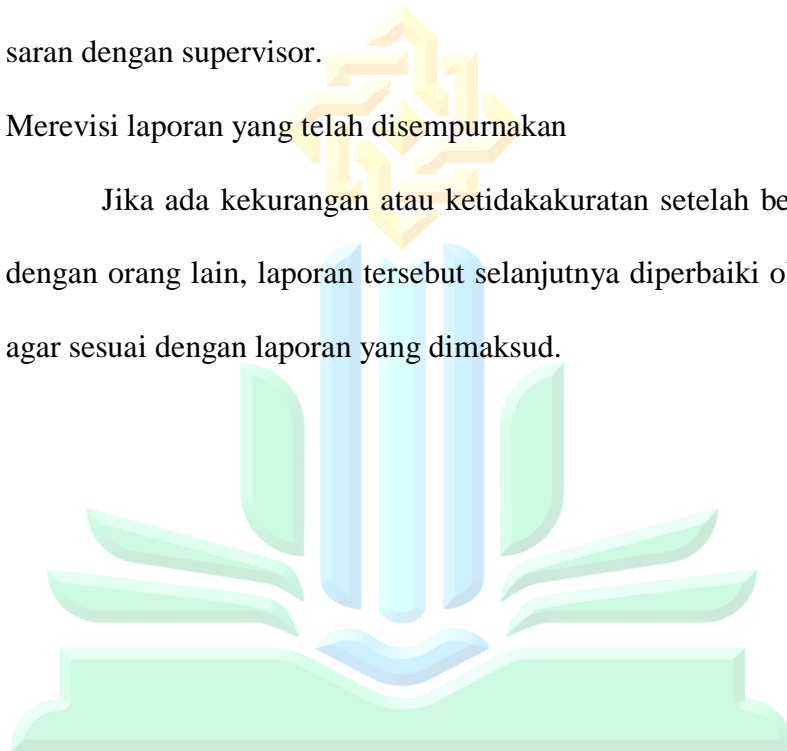 saran dengan supervisor.
Merevisi laporan yang telah disempurnakan
Jika ada kekurangan atau ketidakakuratan setelah
dengan orang lain, laporan tersebut selanjutnya diperbaiki
agar sesuai dengan laporan yang dimaksud.